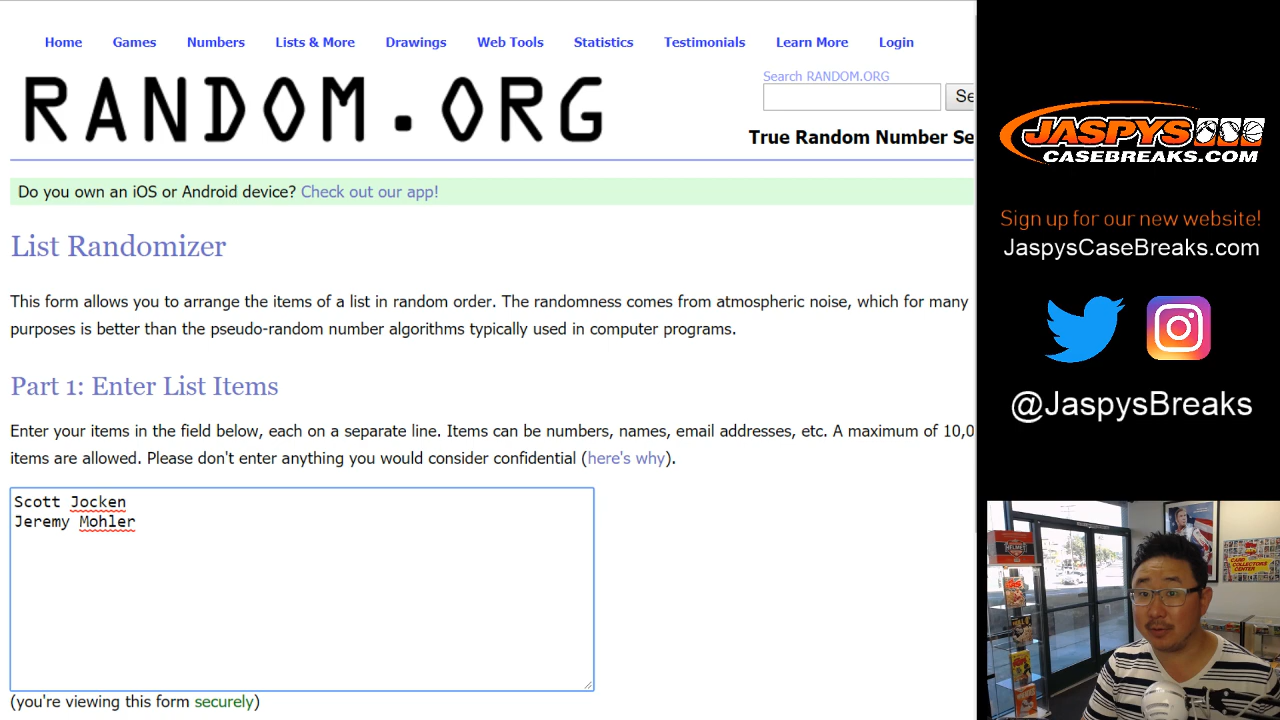 Home Games Numbers Lists & More Drawings Web Tools Statistics Testimonials Learn More Login
RANDOM.ORG
Search RANDOM.ORG
Se
True Random Number Se
Do you own an iOS or Android device? Check out our app!
List Randomizer
This form allows you to arrange the items of a list in random order. The randomness comes from atmospheric noise, which for many
purposes is better than the pseudo-random number algorithms typically used in computer programs.
Part 1: Enter List Items
Enter your items in the field below, each on a separate line. Items can be numbers, names, email addresses, etc. A maximum of 10,0
items are allowed. Please don't enter anything you would consider confidential (here's why).
Scott Jocken
Jeremy Mohler
(you're viewing this form securely)
JASPYS
CASEBREAKS.COM
Sign up for our new website!
JaspysCaseBreaks.com
@JaspysBreaks
HELMET
CARD
COLLECTORS
CENTER